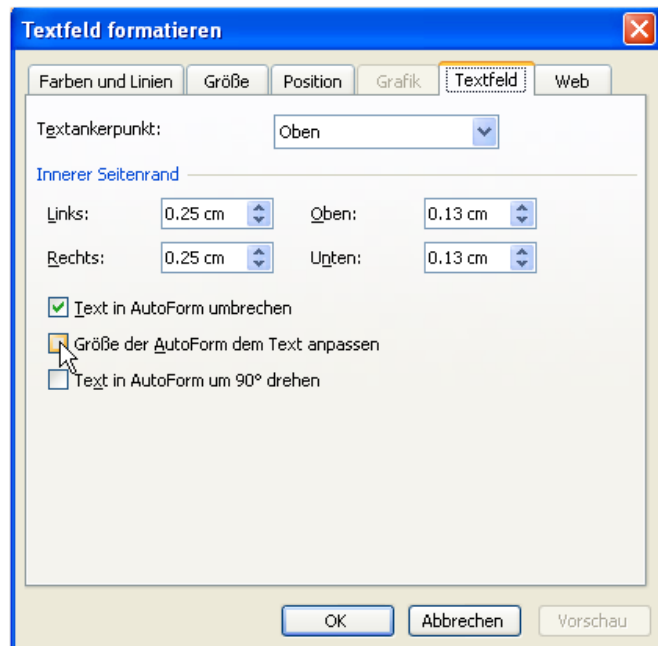 Textfeld formatieren
Farben und Linien Größe Position Grafik Textfeld Web
Textankerpunkt: Oben
Innerer Seitenrand
Links: 0.25 cm Oben: 0.13 cm
Rechts: 0.25 cm Unten: 0.13 cm
Text in AutoForm umbrechen
Größe der AutoForm dem Text anpassen
Text in AutoForm um 90° drehen
OK Abbrechen Vorschau